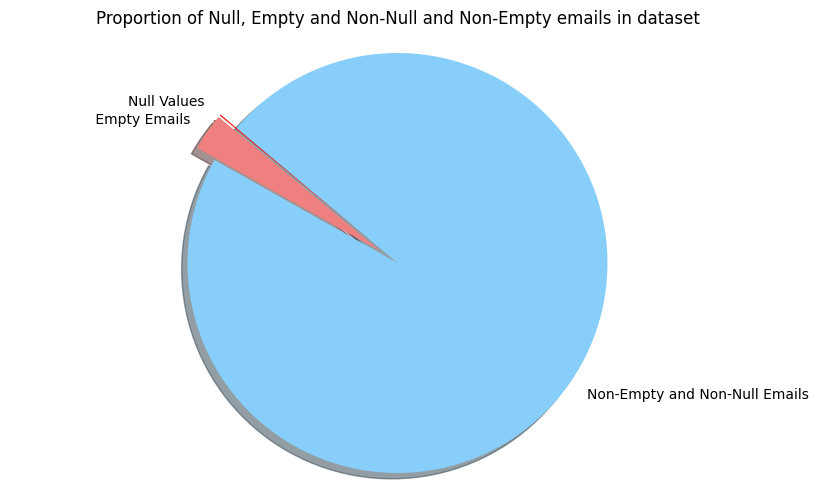 Proportion of Null, Empty and Non-Null and Non-Empty emails in dataset
Null Values
Empty Emails
Non-Empty and Non-Null Emails